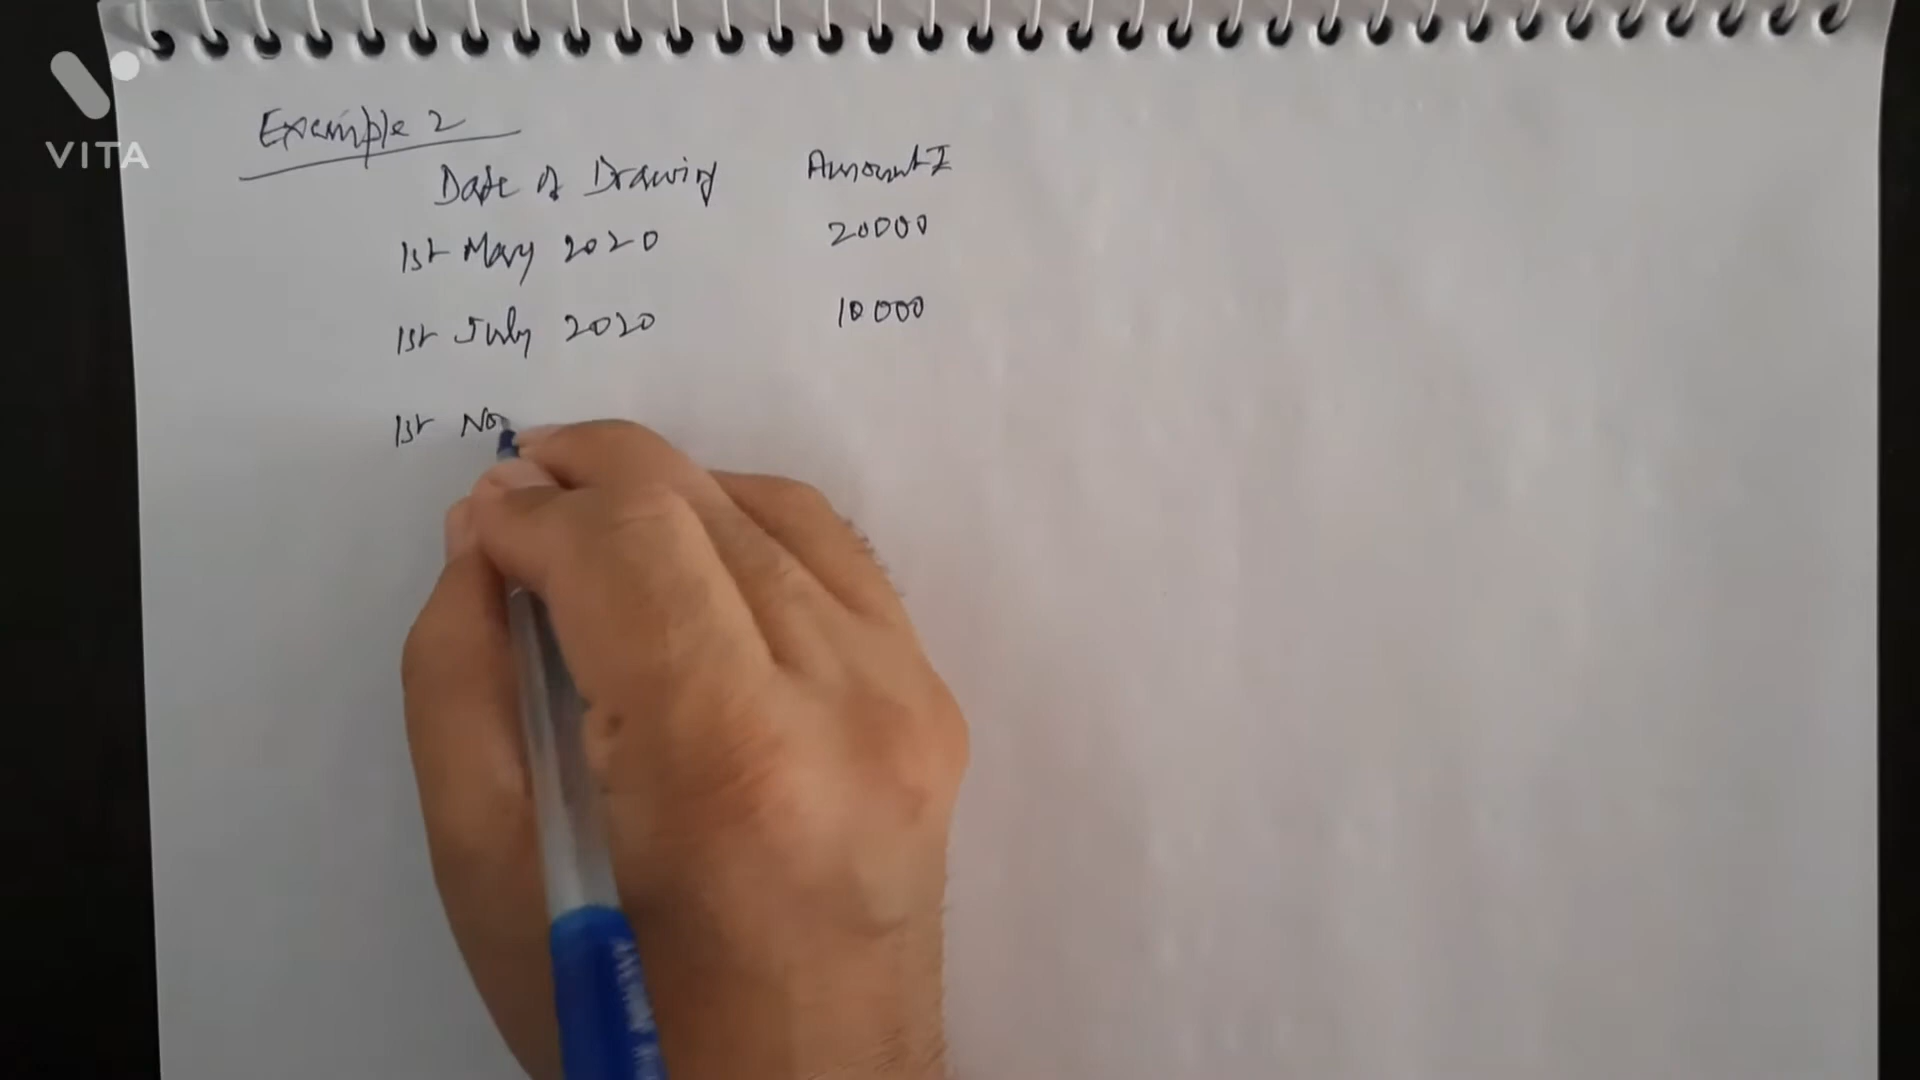 VITA
Example 2
Date of Drawing Amount ₹
1st May 2020 20000
1st July 2020 10000
1st No